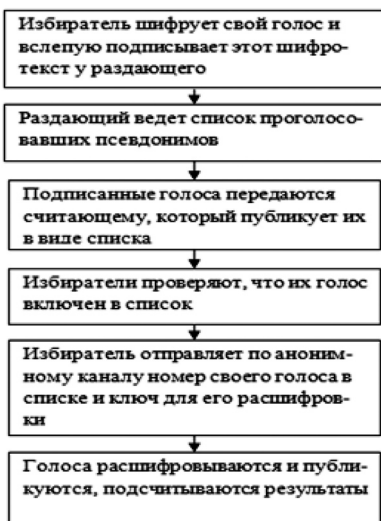 Избиратель шифрует свой голос и
вслепую подписывает этот шифро-
текст у раздающего
Раздающий ведет список проголосо-
вавших псевдонимов
Подписанные голоса передаются
считающему, который публикует их
в виде списка
Избиратели проверяют, что их голос
включен в список
Избиратель отправляет по аноним-
ному каналу номер своего голоса в
списке и ключ для его расшифров-
ки
Голоса расшифровываются и публи-
куются, подсчитываются результаты